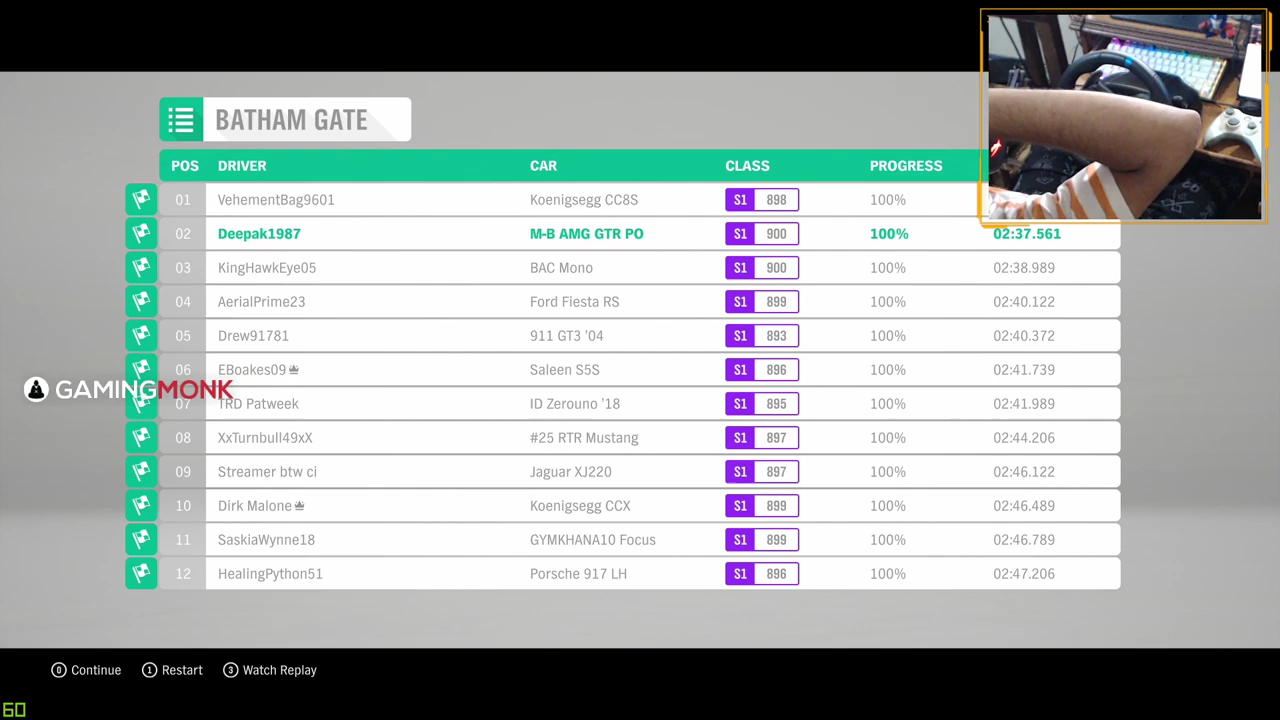 BATHAM GATE
POS DRIVER CAR CLASS PROGRESS
01 VehementBag9601 Koenigsegg CC8S S1 898 100%
02 Deepak1987 M-B AMG GTR PO S1 900 100% 02:37.561
03 KingHawkEye05 BAC Mono S1 900 100% 02:38.989
04 AerialPrime23 Ford Fiesta RS S1 899 100% 02:40.122
05 Drew91781 911 GT3 '04 S1 893 100% 02:40.372
06 EBoakes09 Saleen S5S S1 896 100% 02:41.739
GAMINGMONK
07 TRD Patweek ID Zerouno '18 S1 895 100% 02:41.989
08 XxTurnbull49xX #25 RTR Mustang S1 897 100% 02:44.206
09 Streamer btw ci Jaguar XJ220 S1 897 100% 02:46.122
10 Dirk Malone Koenigsegg CCX S1 899 100% 02:46.489
11 SaskiaWynne18 GYMKHANA10 Focus S1 899 100% 02:46.789
12 HealingPython51 Porsche 917 LH S1 896 100% 02:47.206
0 Continue 1 Restart 3 Watch Replay
60